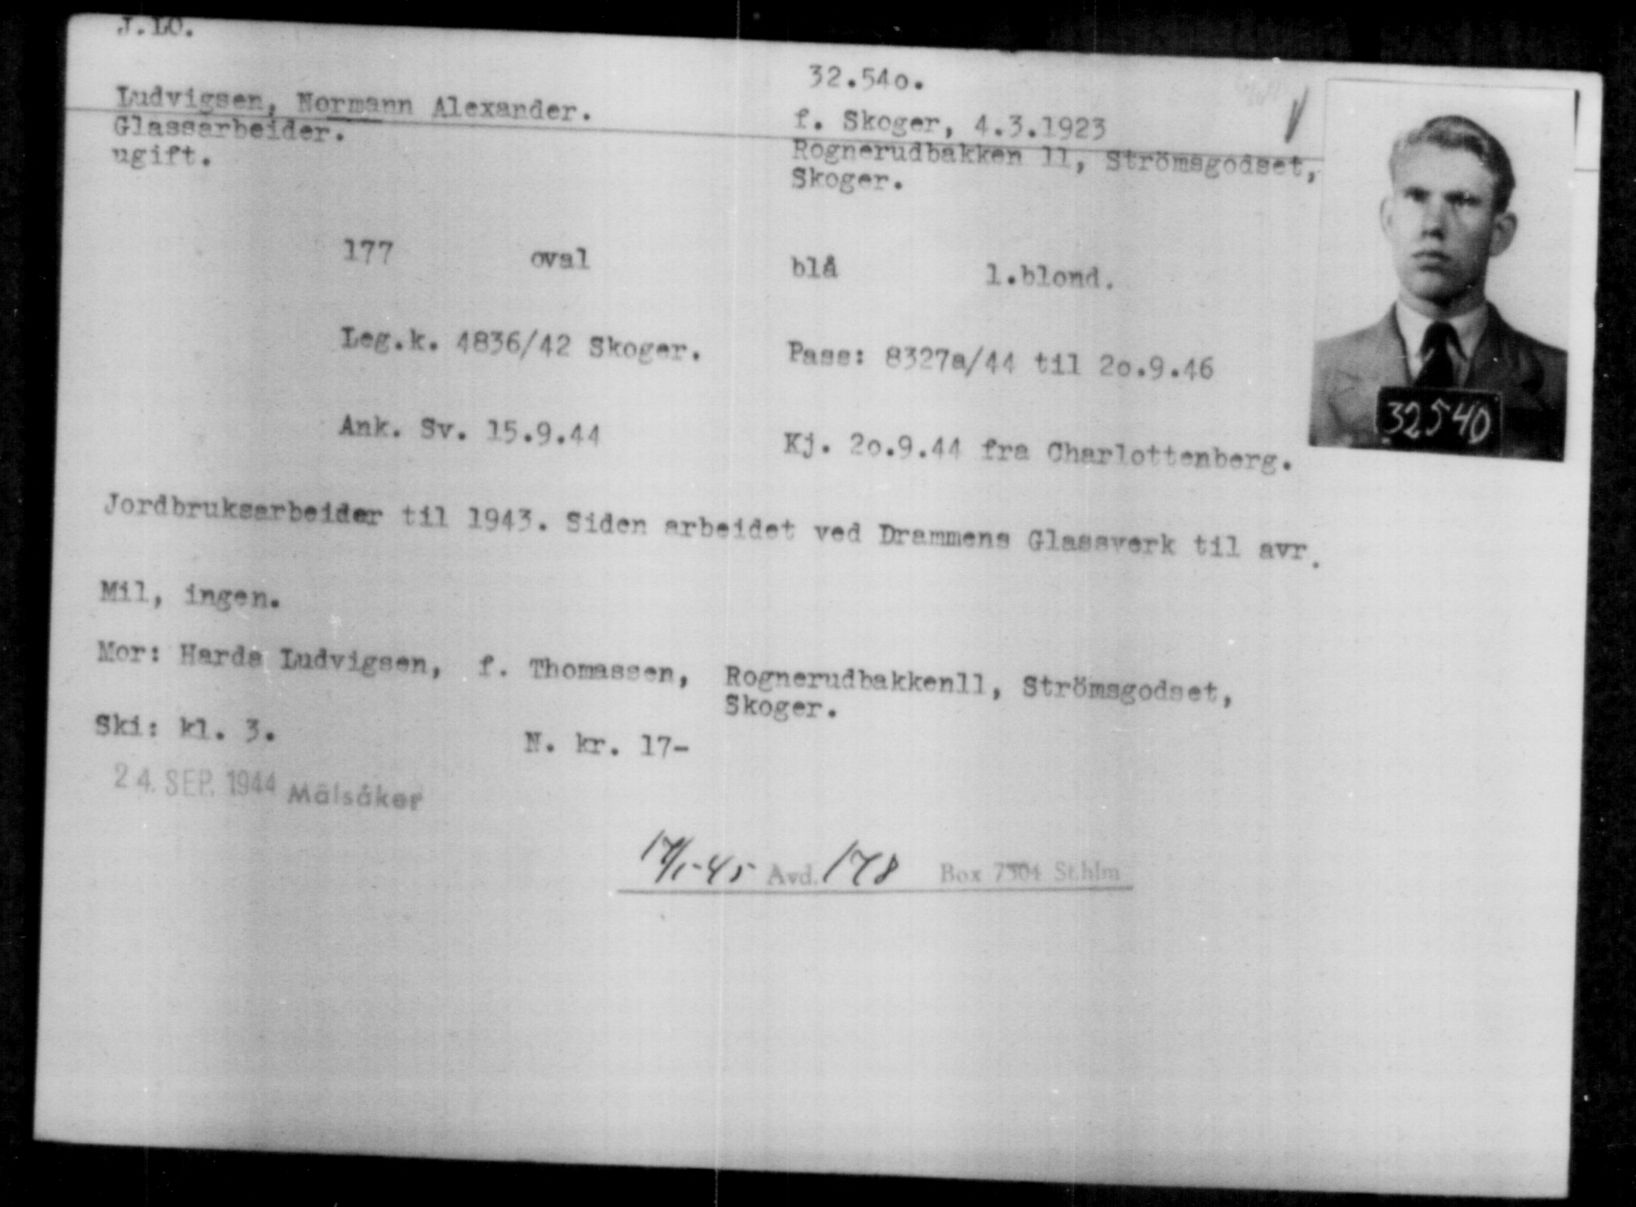 J.LO.
32.54o.
Ludvigsen, Normann Alexander.
f. Skoger, 4.3.1923
Glassarbeider.
Rognerudbakken 11, Strömsgodset,
ugift.
Skoger.
177 oval blå l.blond.
Leg.k. 4836/42 Skoger. Pass: 8327a/44 til 2o.9.46
32540
Ank. Sv. 15.9.44 Kj. 2o.9.44 fra Charlottenberg.
Jordbruksarbeider til 1943. Siden arbeidet ved Drammens Glassverk til avr.
Mil, ingen.
Mor: Harda Ludvigsen, f. Thomassen, Rognerudbakken11, Strömsgodset,
Skoger.
Ski: kl. 3. N. kr. 17-
24. SEP. 1944 Målsåker
17/1-45 Avd. 178 Box 7304 St.hlm